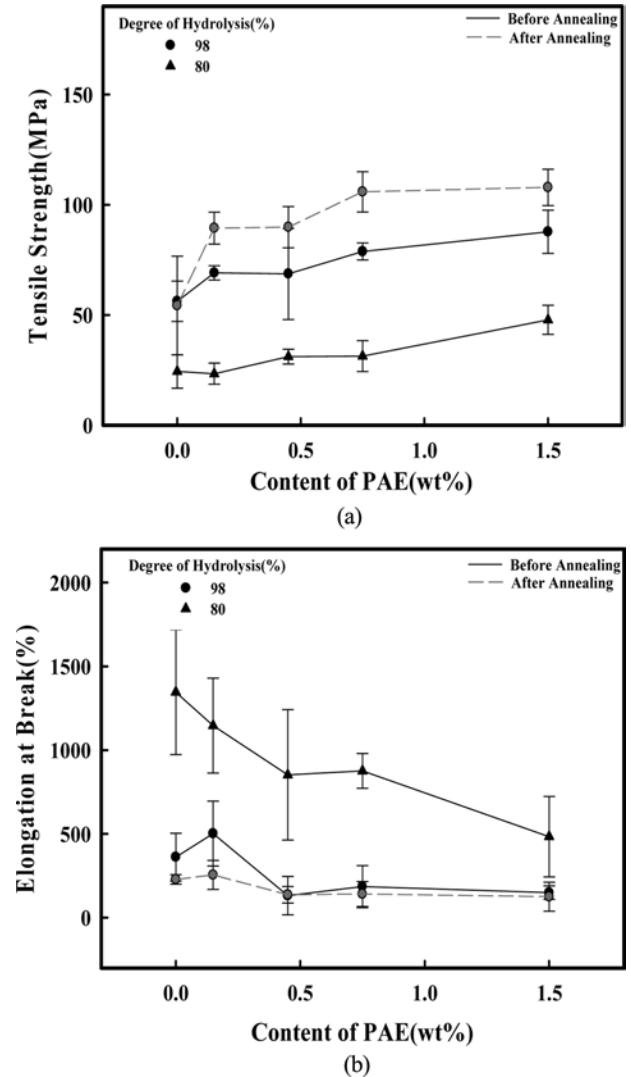 Degree of Hydrolysis(%)
98
80
Before Annealing
After Annealing
150
100
50
0
Tensile Strength(MPa)
0.0 0.5 1.0 1.5
Content of PAE(wt%)
(a)
Degree of Hydrolysis(%)
98
80
Before Annealing
After Annealing
2000
1500
1000
500
0
Elongation at Break(%)
0.0 0.5 1.0 1.5
Content of PAE(wt%)
(b)